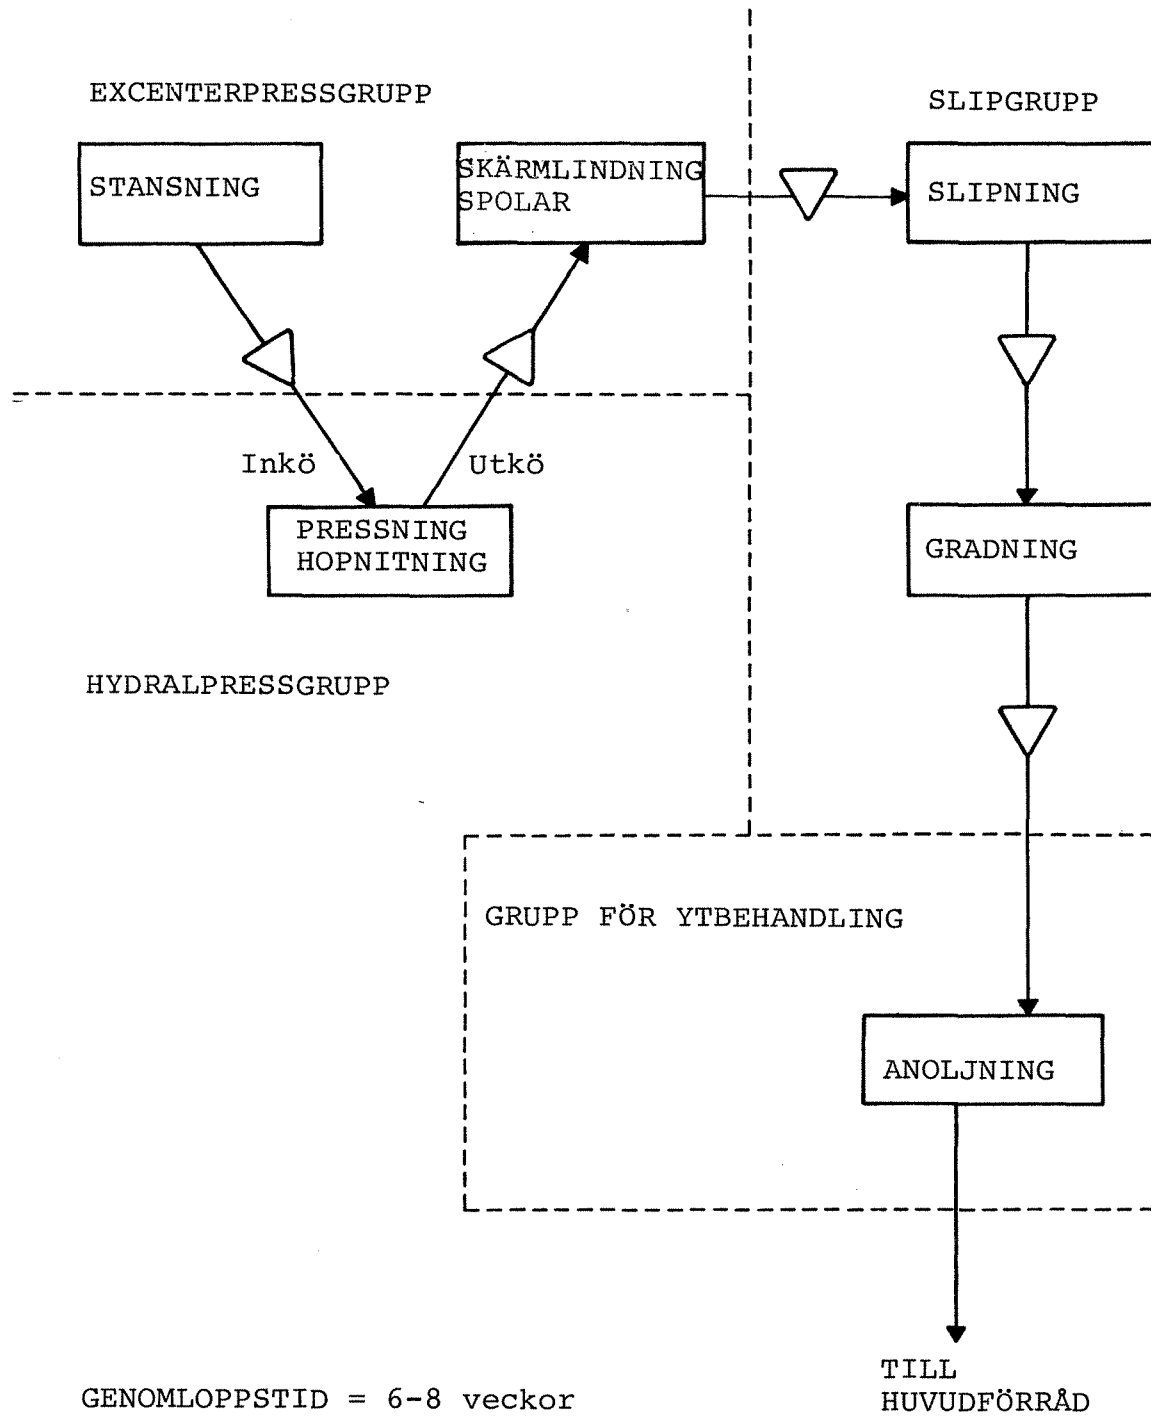 EXCENTERPRESSGRUPP
SLIPGRUPP
STANSNING
SKÄRMLINDNING
SPOLAR
SLIPNING
Inkö
Utkö
PRESSNING
HOPNITNING
GRADNING
HYDRALPRESSGRUPP
GRUPP FÖR YTBEHANDLING
ANOLJNING
TILL
HUVUDFÖRRÅD
GENOMLOPPSTID = 6-8 veckor